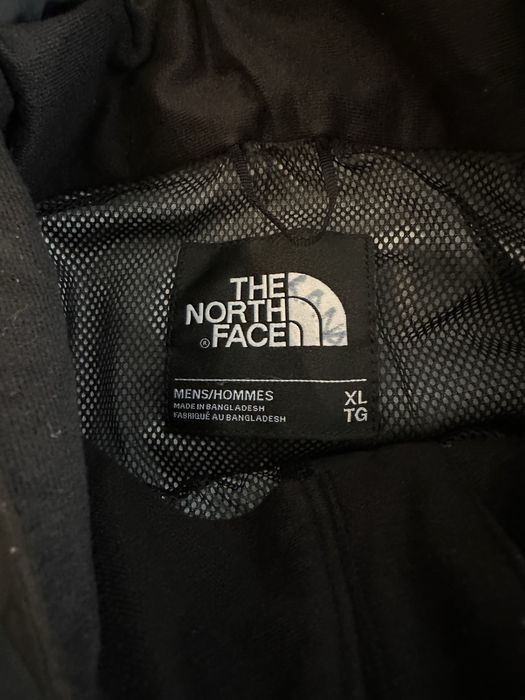 THE
NORTH
FACE
®
MENS/HOMMES
MADE IN BANGLADESH
FABRIQUÉ AU BANGLADESH
XL
TG